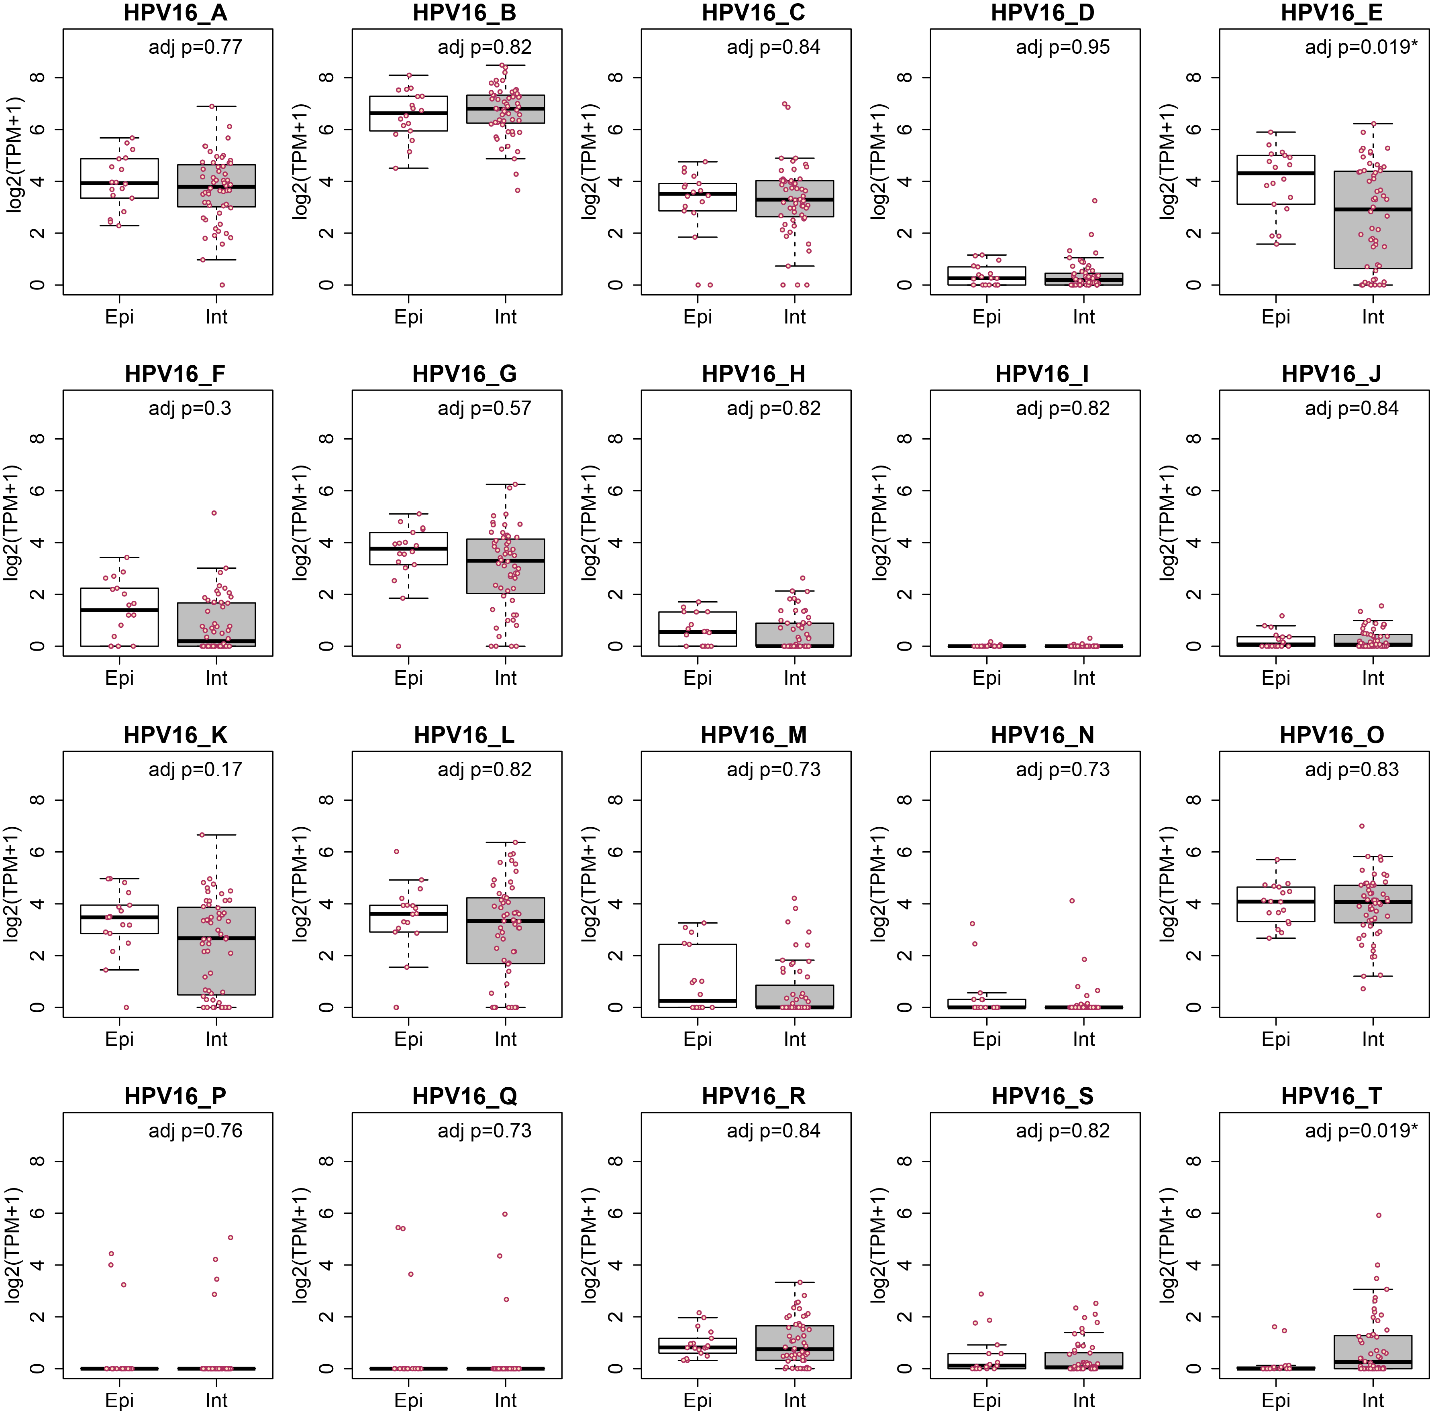 HPV16_A HPV16_B HPV16_C HPV16_D HPV16_E
adj p=0.77 adj p=0.82 adj p=0.84 adj p=0.95 adj p=0.019*
log2(TPM+1) log2(TPM+1) log2(TPM+1) log2(TPM+1) log2(TPM+1)
8 8 8 8 8
6 6 6 6 6
4 4 4 4 4
2 2 2 2 2
0 0 0 0 0
Epi Int Epi Int Epi Int Epi Int Epi Int
HPV16_F HPV16_G HPV16_H HPV16_I HPV16_J
adj p=0.3 adj p=0.57 adj p=0.82 adj p=0.82 adj p=0.84
log2(TPM+1) log2(TPM+1) log2(TPM+1) log2(TPM+1) log2(TPM+1)
8 8 8 8 8
6 6 6 6 6
4 4 4 4 4
2 2 2 2 2
0 0 0 0 0
Epi Int Epi Int Epi Int Epi Int Epi Int
HPV16_K HPV16_L HPV16_M HPV16_N HPV16_O
adj p=0.17 adj p=0.82 adj p=0.73 adj p=0.73 adj p=0.83
log2(TPM+1) log2(TPM+1) log2(TPM+1) log2(TPM+1) log2(TPM+1)
8 8 8 8 8
6 6 6 6 6
4 4 4 4 4
2 2 2 2 2
0 0 0 0 0
Epi Int Epi Int Epi Int Epi Int Epi Int
HPV16_P HPV16_Q HPV16_R HPV16_S HPV16_T
adj p=0.76 adj p=0.73 adj p=0.84 adj p=0.82 adj p=0.019*
log2(TPM+1) log2(TPM+1) log2(TPM+1) log2(TPM+1) log2(TPM+1)
8 8 8 8 8
6 6 6 6 6
4 4 4 4 4
2 2 2 2 2
0 0 0 0 0
Epi Int Epi Int Epi Int Epi Int Epi Int